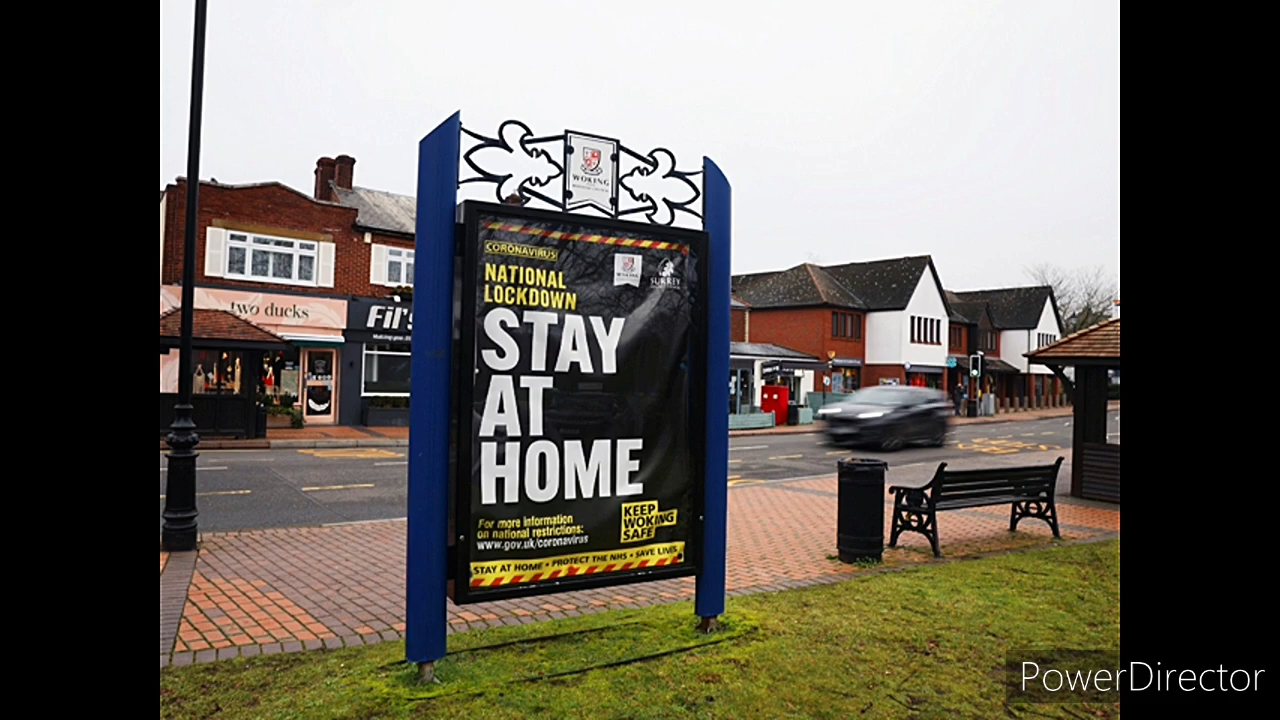 WOKING
CORONAVIRUS!
NATIONAL
LOCKDOWN
WOKING
SURREY
STAY
AT
HOME
For more information
on national restrictions:
www.gov.uk/coronavirus
KEEP
WOKING
SAFE
STAY AT HOME • PROTECT THE NHS • SAVE LIVES
two ducks
Fil's
PowerDirector